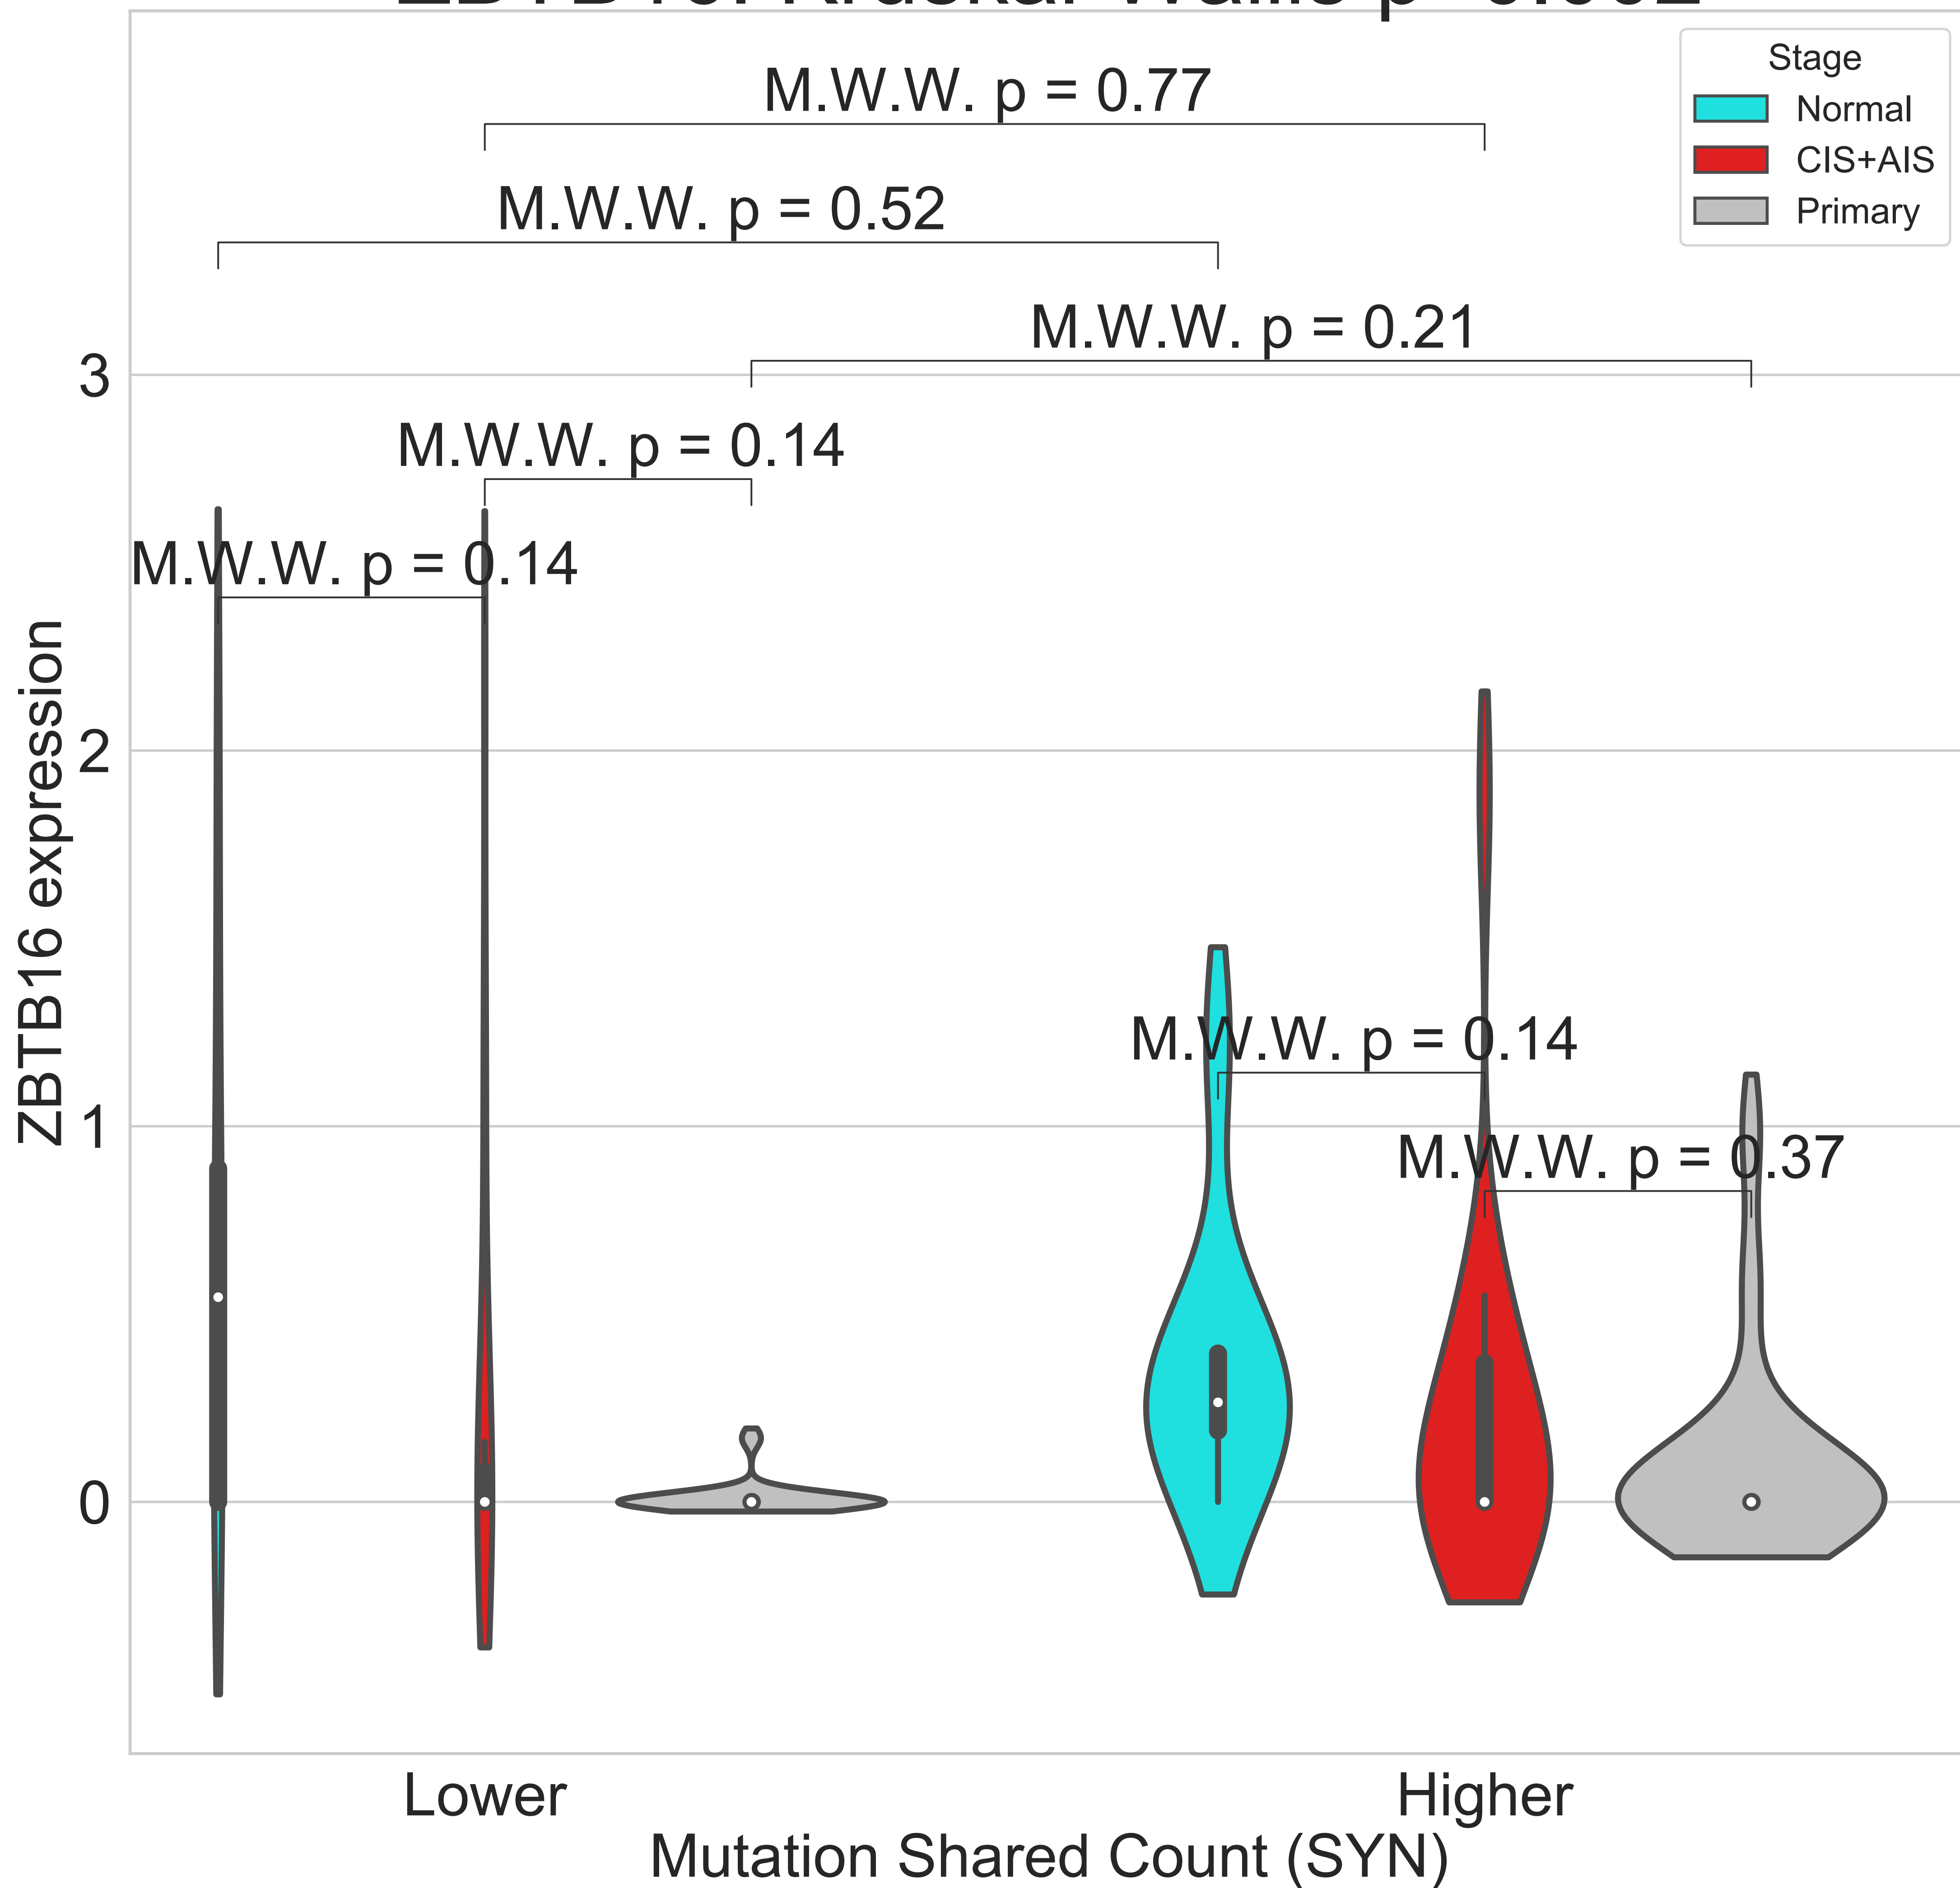 Stage
Normal
CIS+AIS
Primary
M.W.W. p = 0.77
M.W.W. p = 0.52
M.W.W. p = 0.21
M.W.W. p = 0.14
M.W.W. p = 0.14
M.W.W. p = 0.14
M.W.W. p = 0.37
3
2
1
0
ZBTB16 expression
Lower
Higher
Mutation Shared Count (SYN)